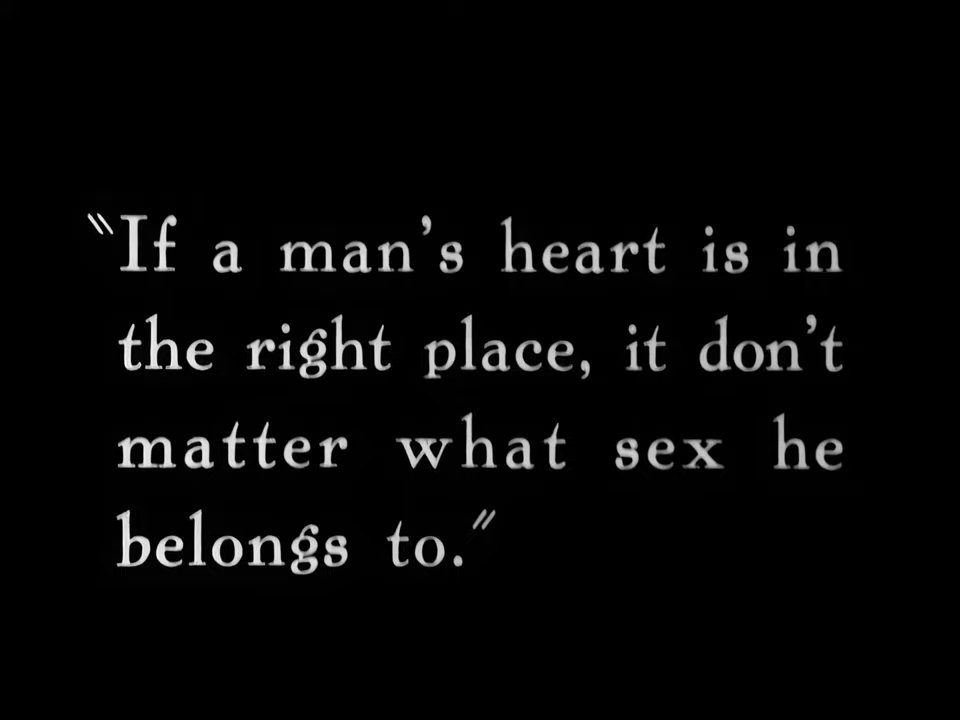 "If a man's heart is in
the right place, it don't
matter what sex he
belongs to."